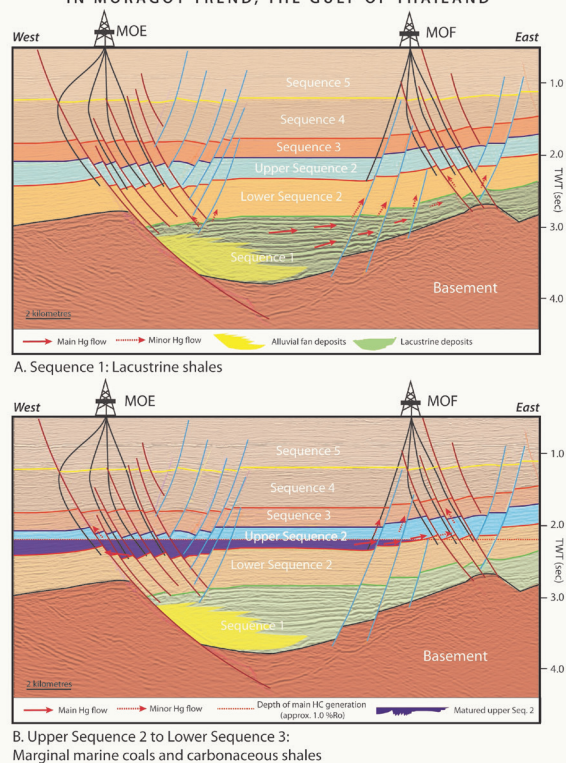 IN MORAGOT TREND, THE GULF OF THAILAND
West
MOE
MOF
East
Sequence 5
1.0
Sequence 4
Sequence 3
2.0
Upper Sequence 2
TWT (sec)
Lower Sequence 2
3.0
Sequence 1
Basement
4.0
2 kilometres
Main Hg flow
Minor Hg flow
Alluvial fan deposits
Lacustrine deposits
A. Sequence 1: Lacustrine shales
West
MOE
MOF
East
Sequence 5
1.0
Sequence 4
Sequence 3
2.0
Upper Sequence 2
TWT (sec)
Lower Sequence 2
3.0
Sequence 1
Basement
4.0
2 kilometres
Main Hg flow
Minor Hg flow
Depth of main HC generation
(approx. 1.0 %Ro)
Matured upper Seq. 2
B. Upper Sequence 2 to Lower Sequence 3:
Marginal marine coals and carbonaceous shales